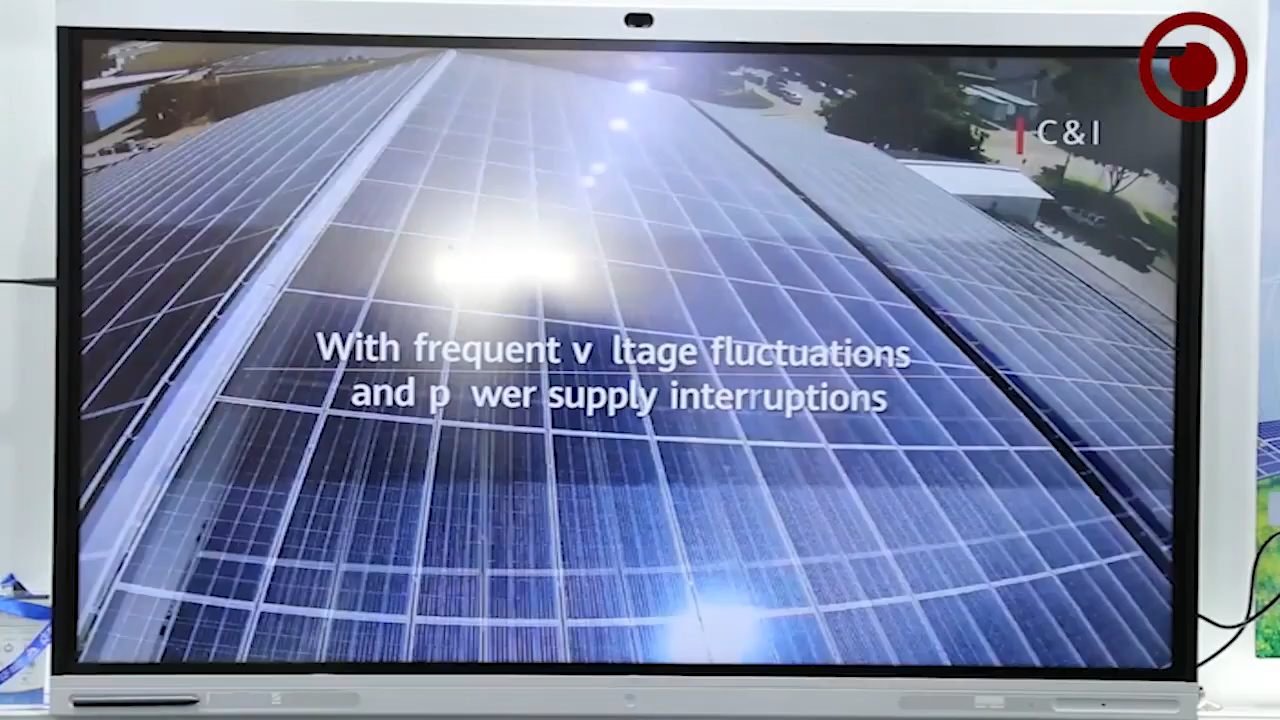 C&I
With frequent v ltage fluctuations
and p wer supply interruptions